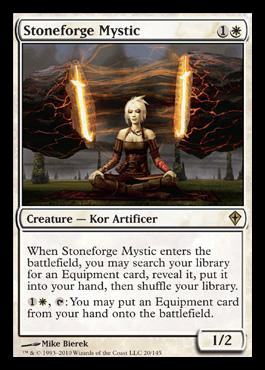 Stoneforge Mystic 1
Creature — Kor Artificer
When Stoneforge Mystic enters the
battlefield, you may search your library
for an Equipment card, reveal it, put it
into your hand, then shuffle your library.
1, : You may put an Equipment card
from your hand onto the battlefield.
Mike Bierek
™ & © 1993–2010 Wizards of the Coast LLC 20/145
1/2